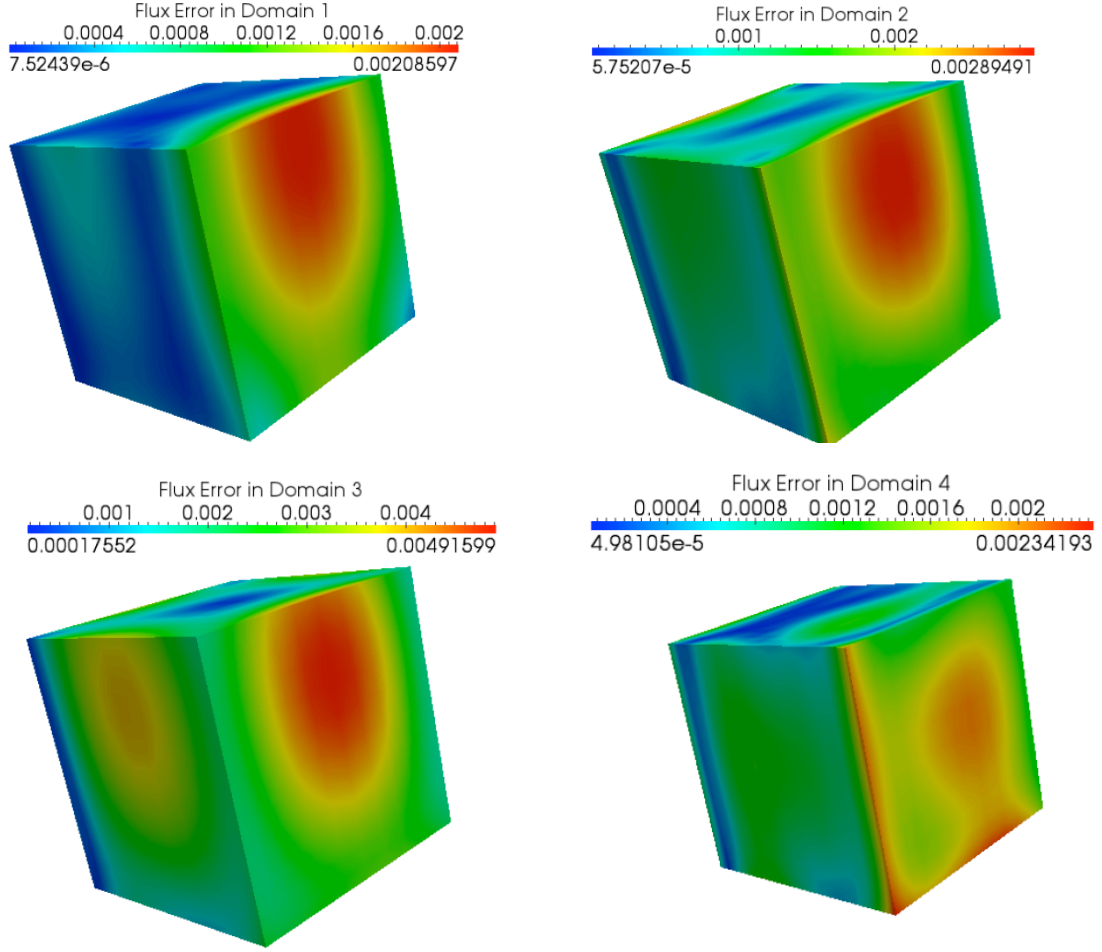 Flux Error in Domain 1
0.0004 0.0008 0.0012 0.0016 0.002
7.52439e-6 0.00208597
Flux Error in Domain 2
0.001 0.002
5.75207e-5 0.00289491
Flux Error in Domain 3
0.001 0.002 0.003 0.004
0.00017552 0.00491599
Flux Error in Domain 4
0.0004 0.0008 0.0012 0.0016 0.002
4.98105e-5 0.00234193